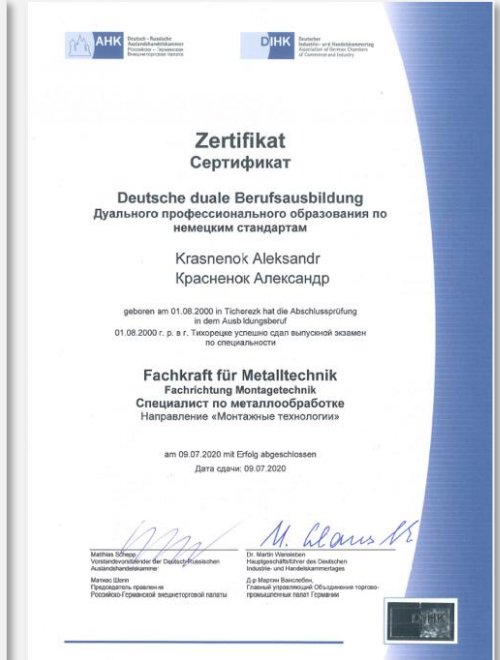 AHK
Deutsch-Russische
Auslandshandelskammer
Российско-Германская
Внешнеторговая палата
DIHK
Deutscher
Industrie- und Handelskammertag
Association of German Chambers
of Commerce and Industry
Zertifikat
Сертификат
Deutsche duale Berufsausbildung
Дуального профессионального образования по
немецким стандартам
Krasnenok Aleksandr
Красненок Александр
geboren am 01.08.2000 in Ticherezk hat die Abschlussprüfung
in dem Ausbildungsberuf
01.08.2000 г. р. в г. Тихорецке успешно сдал выпускной экзамен
по специальности
Fachkraft für Metalltechnik
Fachrichtung Montagetechnik
Специалист по металлообработке
Направление «Монтажные технологии»
am 09.07.2020 mit Erfolg abgeschlossen
Дата сдачи: 09.07.2020
Matthias Schepp
Vorstandsvorsitzender der Deutsch-Russischen
Auslandshandelskammer
Маттиас Шепп
Председатель правления
Российско-Германской внешнеторговой палаты
Dr. Martin Wansleben
Hauptgeschäftsführer des Deutschen
Industrie- und Handelskammertages
Д-р Мартин Ванслебен,
Главный управляющий Объединения торгово-
промышленных палат Германии
DIHK